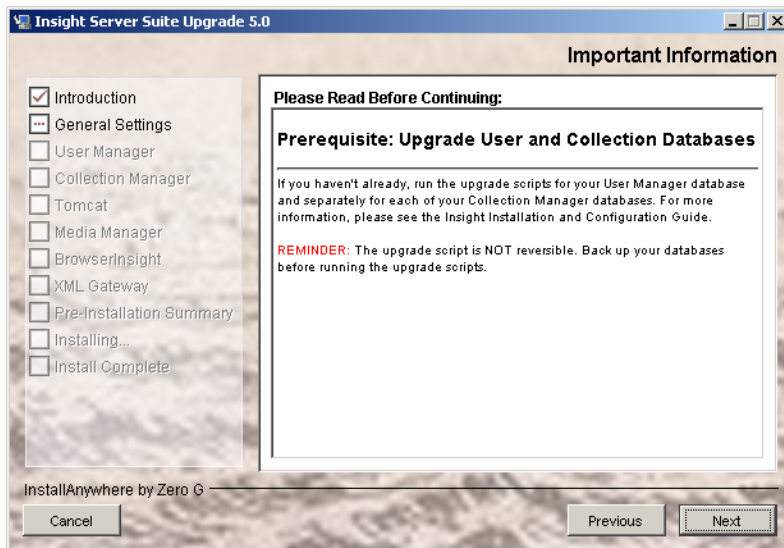 Insight Server Suite Upgrade 5.0
Important Information
Introduction
General Settings
User Manager
Collection Manager
Tomcat
Media Manager
BrowserInsight
XML Gateway
Pre-Installation Summary
Installing...
Install Complete
Please Read Before Continuing:
Prerequisite: Upgrade User and Collection Databases
If you haven't already, run the upgrade scripts for your User Manager database
and separately for each of your Collection Manager databases. For more
information, please see the Insight Installation and Configuration Guide.
REMINDER: The upgrade script is NOT reversible. Back up your databases
before running the upgrade scripts.
InstallAnywhere by Zero G
Cancel
Previous
Next